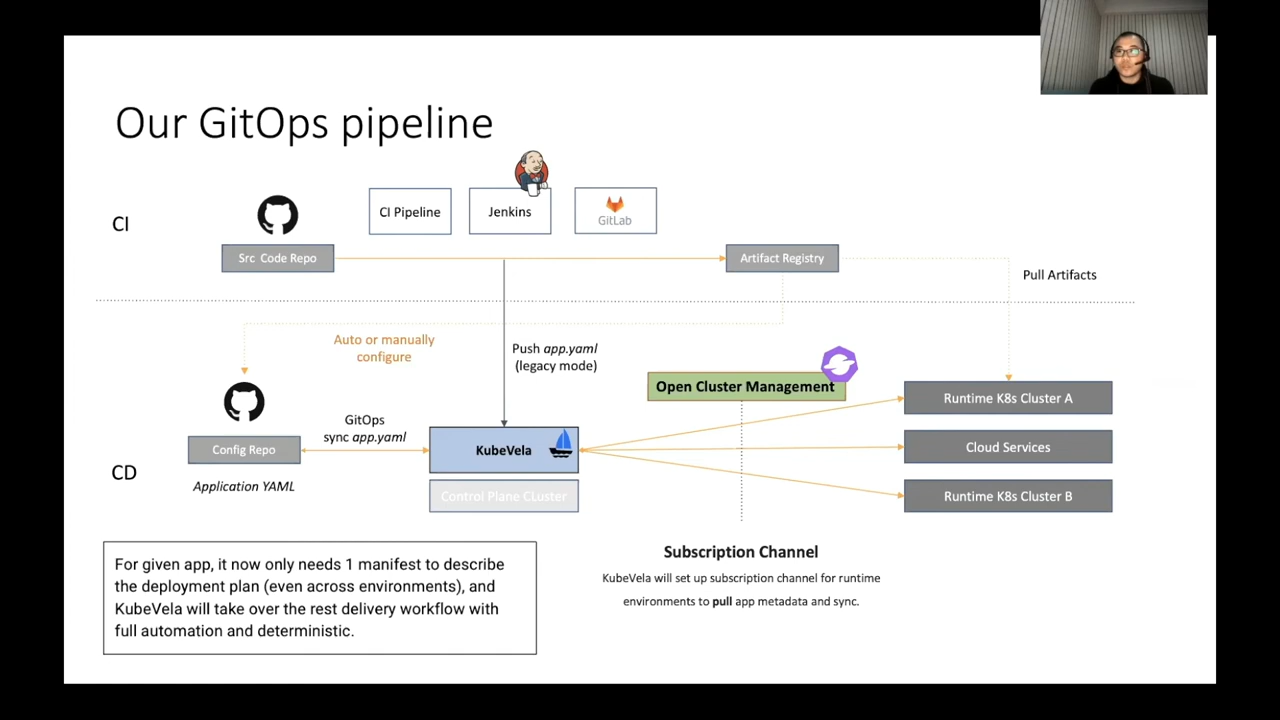 Our GitOps pipeline
CI
CI Pipeline
Jenkins
GitLab
Src Code Repo
Artifact Registry
Pull Artifacts
Auto or manually
configure
Push app.yaml
(legacy mode)
Open Cluster Management
Runtime K8s Cluster A
GitOps
sync app.yaml
Config Repo
KubeVela
Cloud Services
CD
Application YAML
Control Plane CLuster
Runtime K8s Cluster B
Subscription Channel
KubeVela will set up subscription channel for runtime
environments to pull app metadata and sync.
For given app, it now only needs 1 manifest to describe
the deployment plan (even across environments), and
KubeVela will take over the rest delivery workflow with
full automation and deterministic.